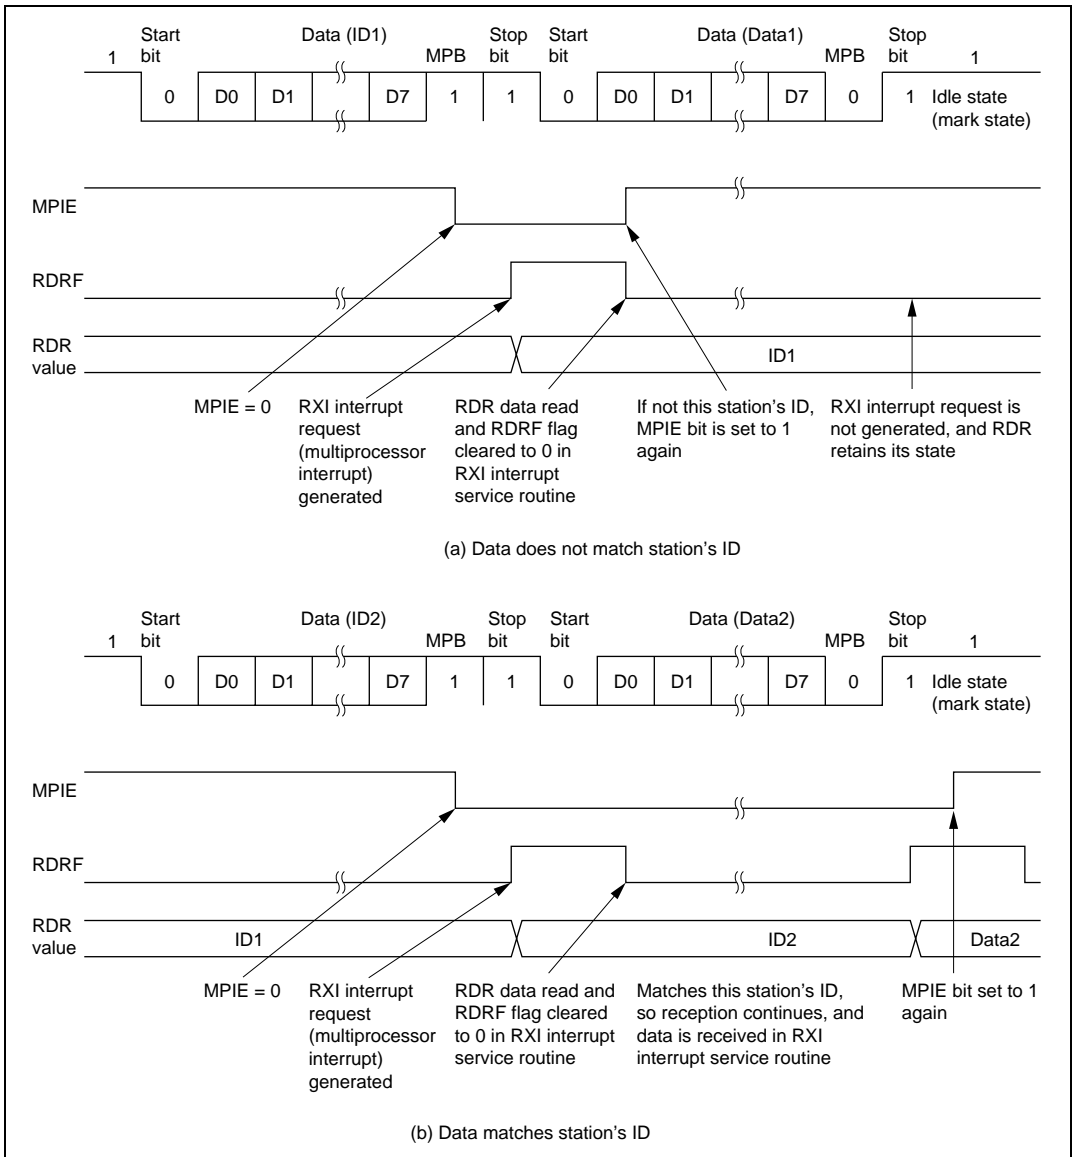 Start Data (ID1) Stop Start Data (Data1) Stop
1 bit MPB bit bit MPB bit 1
0 D0 D1 D7 1 1 0 D0 D1 D7 0 1 Idle state
(mark state)
MPIE
RDRF
RDR
value
ID1
MPIE = 0
RXI interrupt
request
(multiprocessor
interrupt)
generated
RDR data read
and RDRF flag
cleared to 0 in
RXI interrupt
service routine
If not this station's ID,
MPIE bit is set to 1
again
RXI interrupt request is
not generated, and RDR
retains its state
(a) Data does not match station's ID
Start Data (ID2) Stop Start Data (Data2) Stop
1 bit MPB bit bit MPB bit 1
0 D0 D1 D7 1 1 0 D0 D1 D7 0 1 Idle state
(mark state)
MPIE
RDRF
RDR
value
ID1 ID2 Data2
MPIE = 0
RXI interrupt
request
(multiprocessor
interrupt)
generated
RDR data read and
RDRF flag cleared
to 0 in RXI interrupt
service routine
Matches this station's ID,
so reception continues, and
data is received in RXI
interrupt service routine
MPIE bit set to 1
again
(b) Data matches station's ID